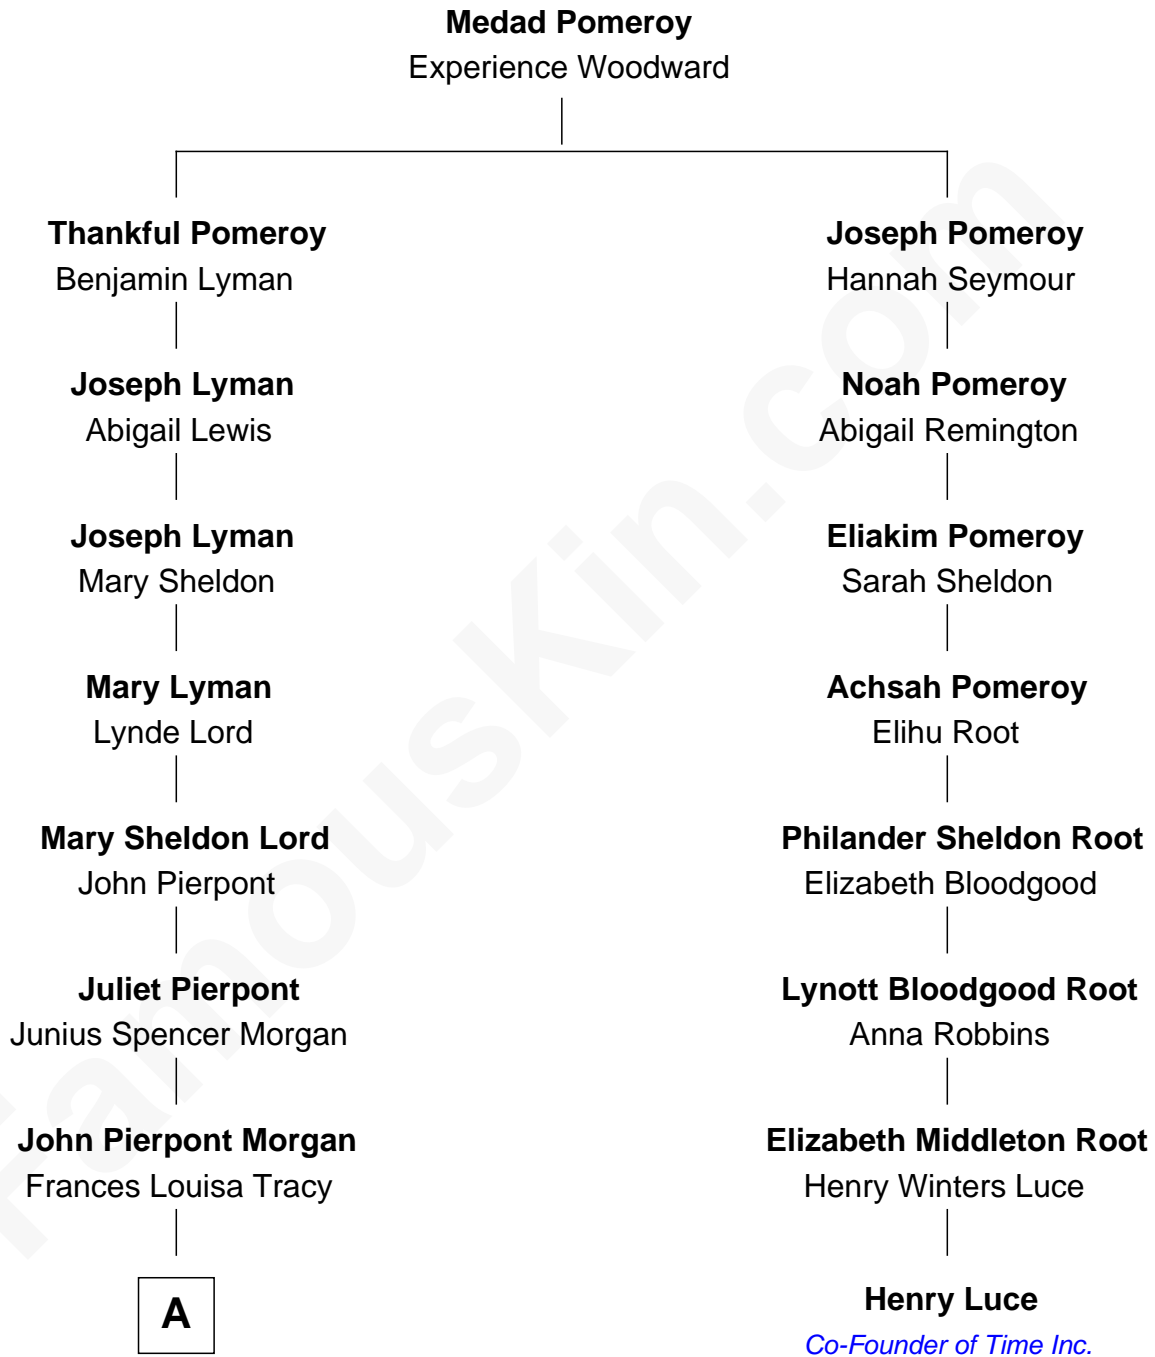 Medad Pomeroy
Experience Woodward
Thankful Pomeroy
Benjamin Lyman
Joseph Pomeroy
Hannah Seymour
Joseph Lyman
Abigail Lewis
Noah Pomeroy
Abigail Remington
Joseph Lyman
Mary Sheldon
Eliakim Pomeroy
Sarah Sheldon
Mary Lyman
Lynde Lord
Achsah Pomeroy
Elihu Root
Mary Sheldon Lord
John Pierpont
Philander Sheldon Root
Elizabeth Bloodgood
Juliet Pierpont
Junius Spencer Morgan
Lynott Bloodgood Root
Anna Robbins
John Pierpont Morgan
Frances Louisa Tracy
Elizabeth Middleton Root
Henry Winters Luce
A
Henry Luce
Co-Founder of Time Inc.
FamousKin.com